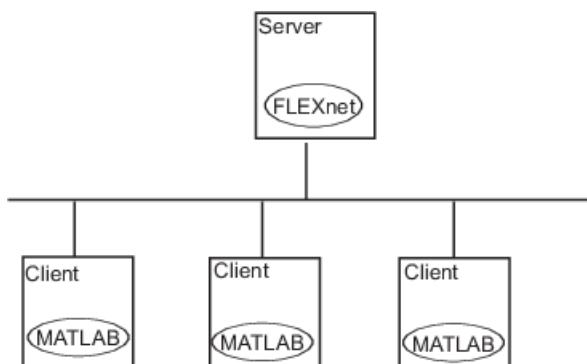 Server
FLEXnet
Client
MATLAB
Client
MATLAB
Client
MATLAB